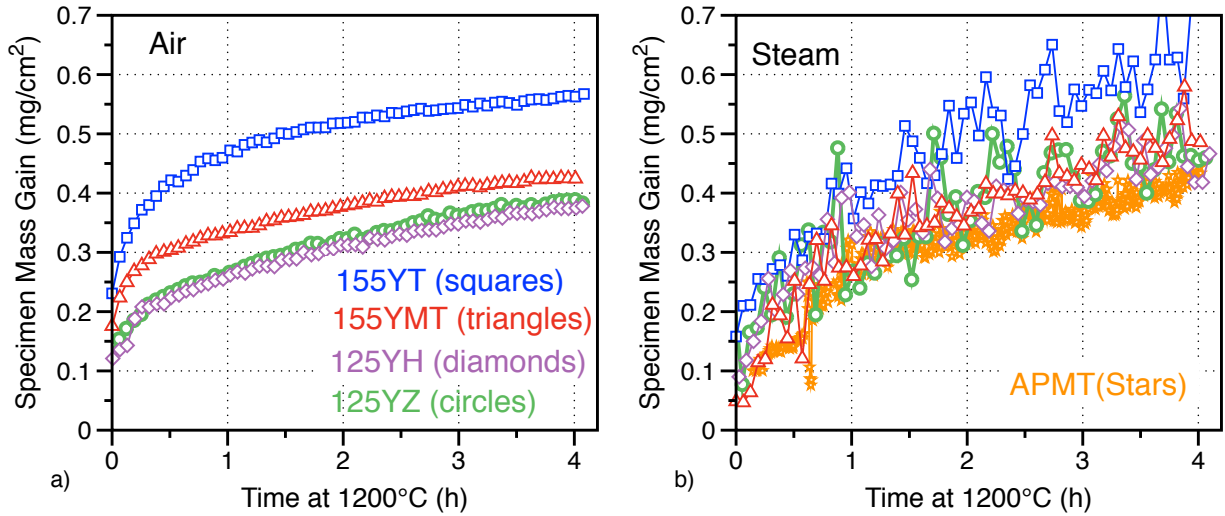 Specimen Mass Gain (mg/cm²)
0.7
0.6
0.5
0.4
0.3
0.2
0.1
0
Air
155YT (squares)
155YMT (triangles)
125YH (diamonds)
125YZ (circles)
0 1 2 3 4
a)
Time at 1200°C (h)
Specimen Mass Gain (mg/cm²)
0.7
0.6
0.5
0.4
0.3
0.2
0.1
0
Steam
APMT(Stars)
0 1 2 3 4
b)
Time at 1200°C (h)